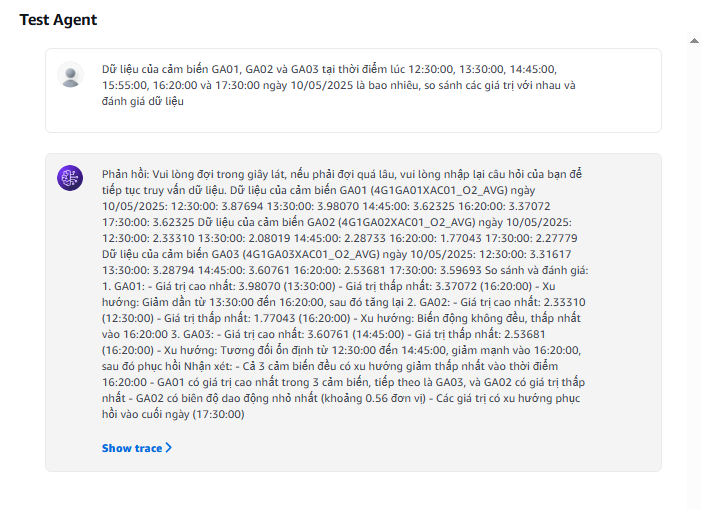 Test Agent
Dữ liệu của cảm biến GA01, GA02 và GA03 tại thời điểm lúc 12:30:00, 13:30:00, 14:45:00,
15:55:00, 16:20:00 và 17:30:00 ngày 10/05/2025 là bao nhiêu, so sánh các giá trị với nhau và
đánh giá dữ liệu
Phản hồi: Vui lòng đợi trong giây lát, nếu phải đợi quá lâu, vui lòng nhập lại câu hỏi của bạn để
tiếp tục truy vấn dữ liệu. Dữ liệu của cảm biến GA01 (4G1GA01XAC01_O2_AVG) ngày
10/05/2025: 12:30:00: 3.87694 13:30:00: 3.98070 14:45:00: 3.62325 16:20:00: 3.37072
17:30:00: 3.62325 Dữ liệu của cảm biến GA02 (4G1GA02XAC01_O2_AVG) ngày 10/05/2025:
12:30:00: 2.33310 13:30:00: 2.08019 14:45:00: 2.28733 16:20:00: 1.77043 17:30:00: 2.27779
Dữ liệu của cảm biến GA03 (4G1GA03XAC01_O2_AVG) ngày 10/05/2025: 12:30:00: 3.31617
13:30:00: 3.28794 14:45:00: 3.60761 16:20:00: 2.53681 17:30:00: 3.59693 So sánh và đánh giá:
1. GA01: - Giá trị cao nhất: 3.98070 (13:30:00) - Giá trị thấp nhất: 3.37072 (16:20:00) - Xu
hướng: Giảm dần từ 13:30:00 đến 16:20:00, sau đó tăng lại 2. GA02: - Giá trị cao nhất: 2.33310
(12:30:00) - Giá trị thấp nhất: 1.77043 (16:20:00) - Xu hướng: Biến động không đều, thấp nhất
vào 16:20:00 3. GA03: - Giá trị cao nhất: 3.60761 (14:45:00) - Giá trị thấp nhất: 2.53681
(16:20:00) - Xu hướng: Tương đối ổn định từ 12:30:00 đến 14:45:00, giảm mạnh vào 16:20:00,
sau đó phục hồi Nhận xét: - Cả 3 cảm biến đều có xu hướng giảm thấp nhất vào thời điểm
16:20:00 - GA01 có giá trị cao nhất trong 3 cảm biến, tiếp theo là GA03, và GA02 có giá trị thấp
nhất - GA02 có biên độ dao động nhỏ nhất (khoảng 0.56 đơn vị) - Các giá trị có xu hướng phục
hồi vào cuối ngày (17:30:00)
Show trace